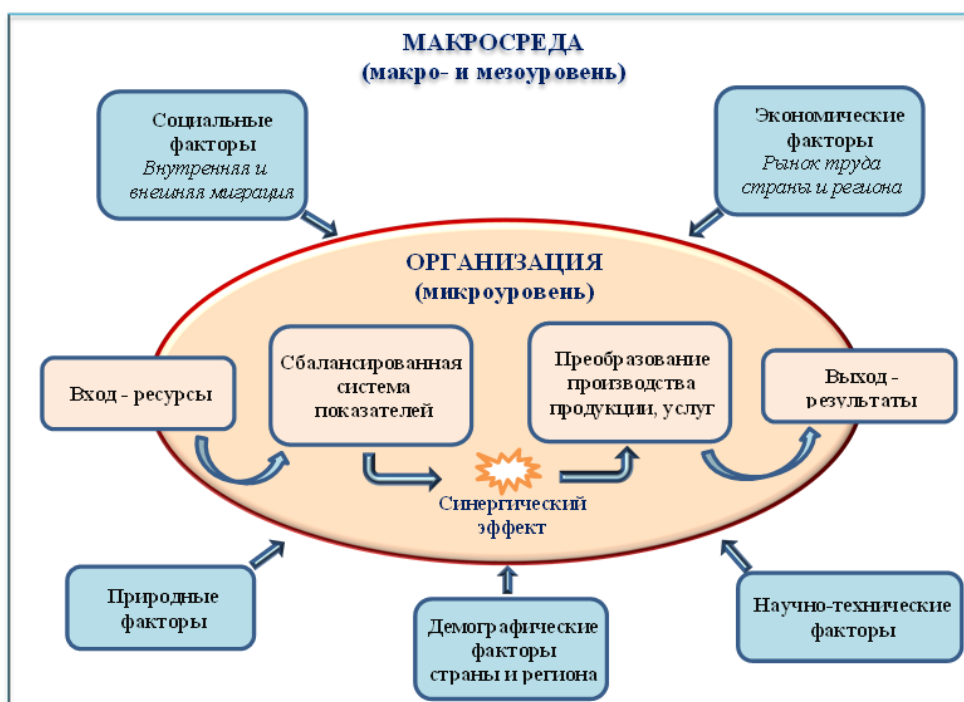 МАКРОСРЕДА
(макро- и мезоуровень)
Социальные
факторы
Внутренняя и
внешняя миграция
Экономические
факторы
Рынок труда
страны и региона
ОРГАНИЗАЦИЯ
(микроуровень)
Вход - ресурсы
Сбалансированная
система
показателей
Преобразование
производства
продукции, услуг
Выход -
результаты
Синергический
эффект
Природные
факторы
Демографические
факторы
страны и региона
Научно-технические
факторы